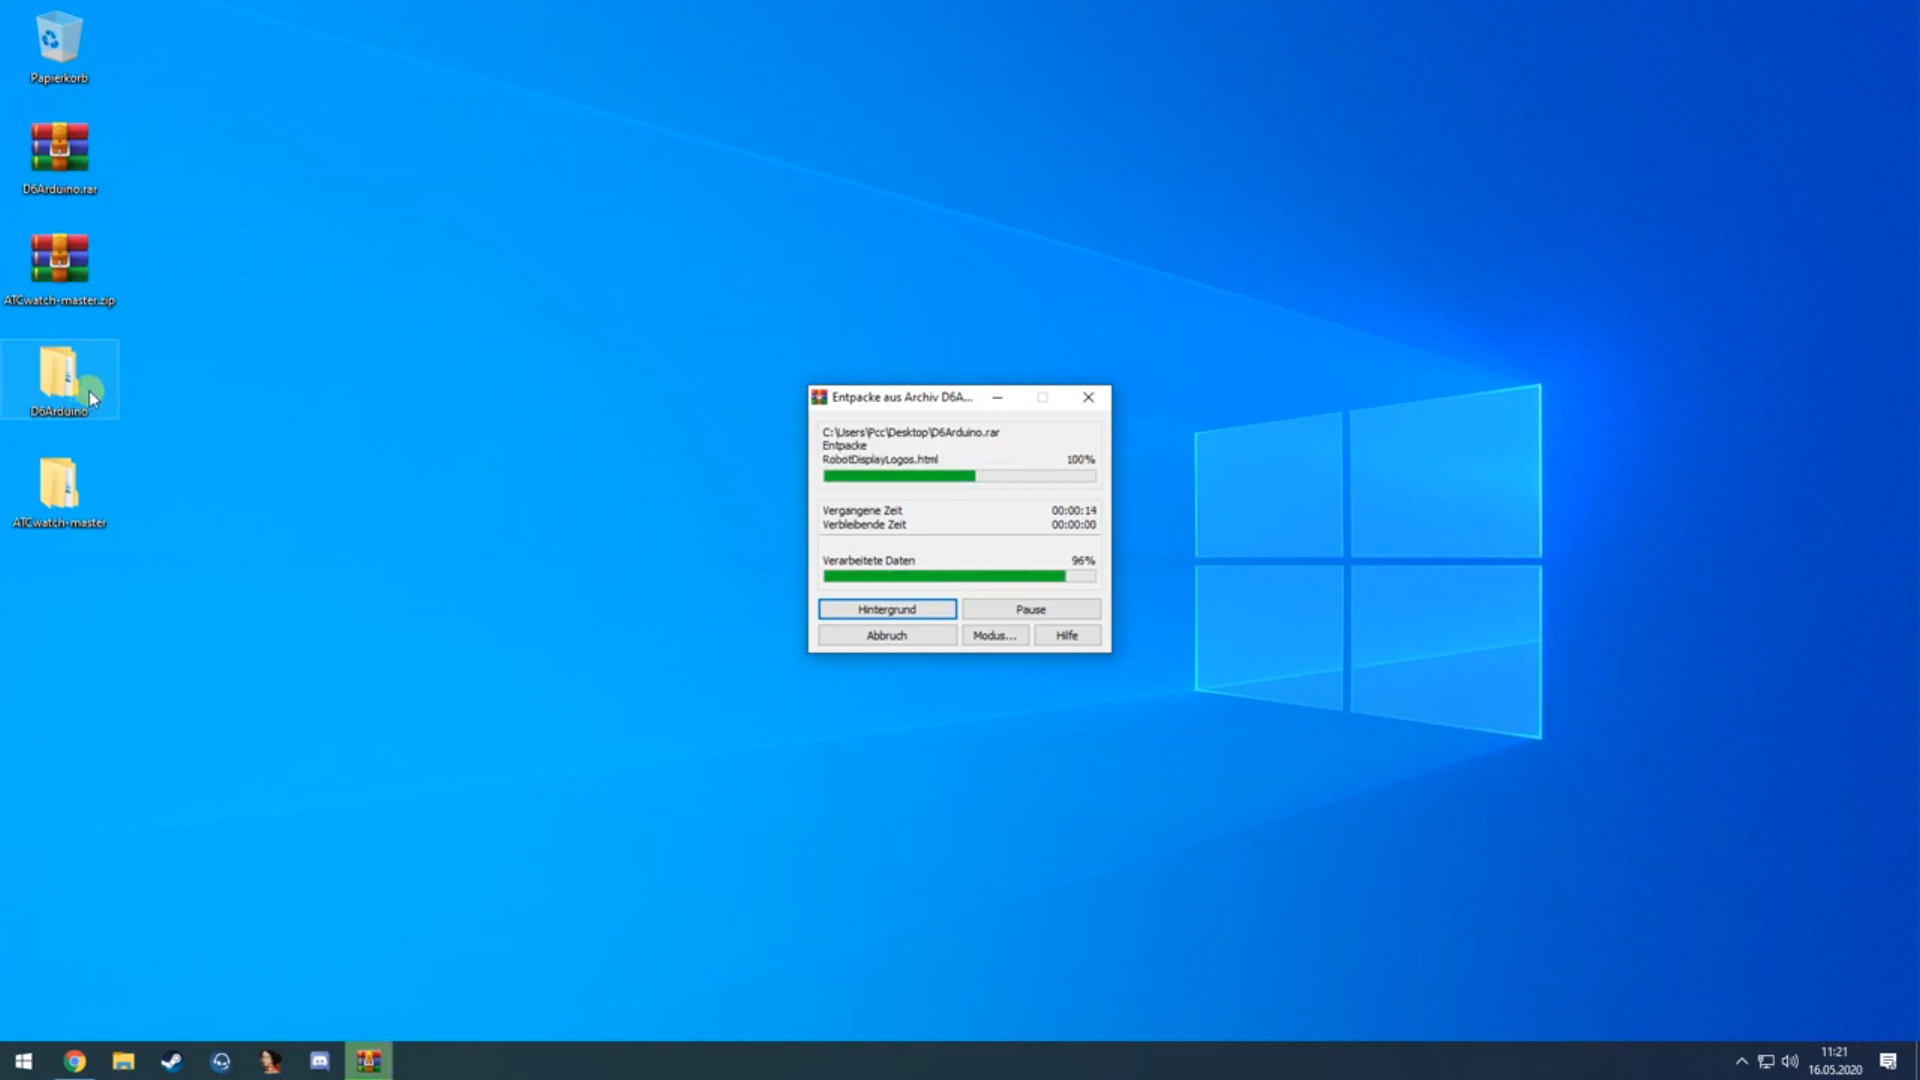 Papierkorb
D6Arduino.rar
ATCwatch-master.zip
D6Arduino
ATCwatch-master
Entpacke aus Archiv D6A...
C:\Users\Pcc\Desktop\D6Arduino.rar
Entpacke
RobotDisplayLogos.html 100%
Vergangene Zeit 00:00:14
Verbleibende Zeit 00:00:00
Verarbeitete Daten 96%
Hintergrund Pause
Abbruch Modus... Hilfe
11:21
16.05.2020